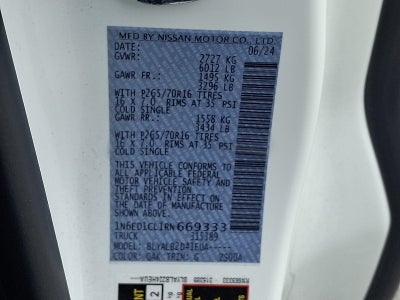 MFD BY NISSAN MOTOR CO., LTD.
DATE: 06/24
GVWR: 2727 KG
6012 LB
GAWR FR.: 1495 KG
3296 LB
WITH P265/70R16 TIRES
16 X 7.0. RIMS AT 35 PSI
COLD SINGLE
GAWR RR.: 1558 KG
3434 LB
WITH P265/70R16 TIRES
16 X 7.0. RIMS AT 35 PSI
COLD SINGLE
THIS VEHICLE CONFORMS TO
ALL APPLICABLE FEDERAL
MOTOR VEHICLE SAFETY AND
THEFT PREVENTION STANDARDS
IN EFFECT ON THE DATE OF
MANUFACTURE SHOWN ABOVE
1N6ED1CL1RN669333
TRUCK 315189
MODEL:
COLOR: QAK TRIM: G